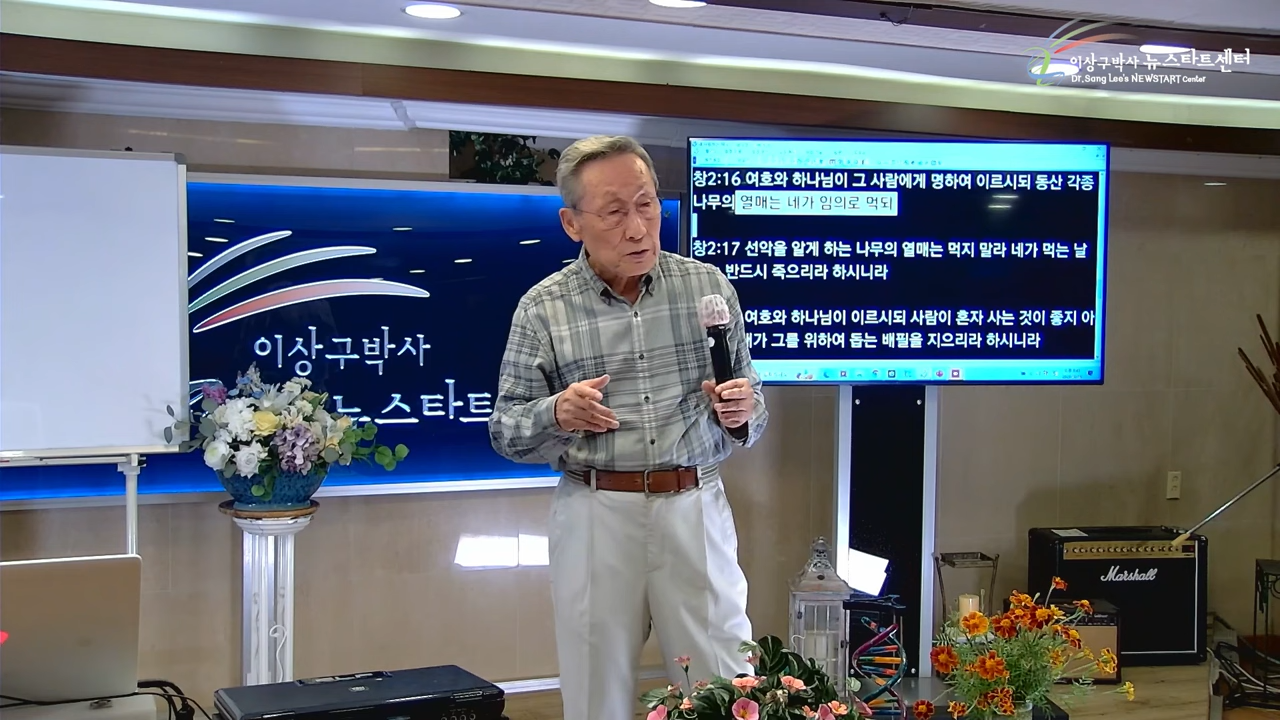 이상구박사 뉴스타트센터
Dr. Sang Lee's NEWSTART Center
창2:16 여호와 하나님이 그 사람에게 명하여 이르시되 동산 각종
나무의 열매는 네가 임의로 먹되
창2:17 선악을 알게 하는 나무의 열매는 먹지 말라 네가 먹는 날
반드시 죽으리라 하시니라
여호와 하나님이 이르시되 사람이 혼자 사는 것이 좋지 아
그를 위하여 돕는 배필을 지으리라 하시니라
이상구박사
뉴스타트
Marshall